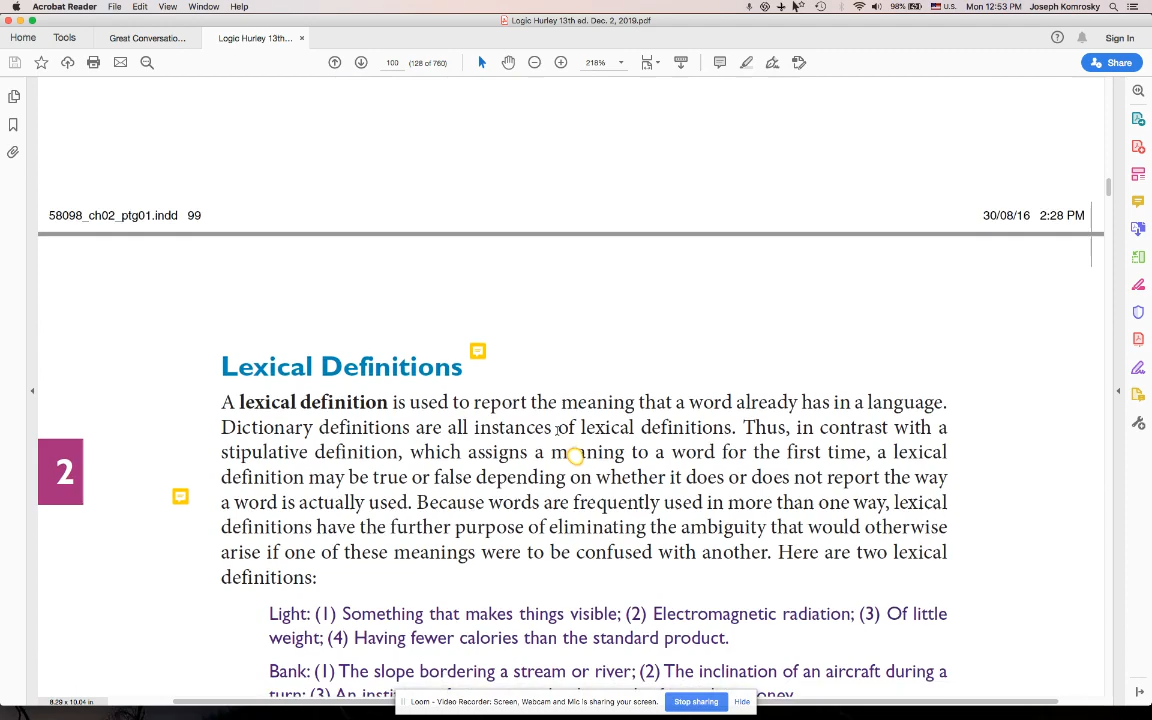 Acrobat Reader File Edit View Window Help 98% U.S. Mon 12:53 PM Joseph Komrosky
Logic Hurley 13th ed. Dec. 2, 2019.pdf
Home Tools Great Conversatio... Logic Hurley 13th... × Sign In
100 (128 of 760) 218% Share
58098_ch02_ptg01.indd 99 30/08/16 2:28 PM
Lexical Definitions
A lexical definition is used to report the meaning that a word already has in a language.
Dictionary definitions are all instances of lexical definitions. Thus, in contrast with a
stipulative definition, which assigns a meaning to a word for the first time, a lexical
2 definition may be true or false depending on whether it does or does not report the way
a word is actually used. Because words are frequently used in more than one way, lexical
definitions have the further purpose of eliminating the ambiguity that would otherwise
arise if one of these meanings were to be confused with another. Here are two lexical
definitions:
Light: (1) Something that makes things visible; (2) Electromagnetic radiation; (3) Of little
weight; (4) Having fewer calories than the standard product.
Bank: (1) The slope bordering a stream or river; (2) The inclination of an aircraft during a
turn; (3) An
8.29 x 10.04 in. Loom - Video Recorder: Screen, Webcam and Mic is sharing your screen. Stop sharing Hide